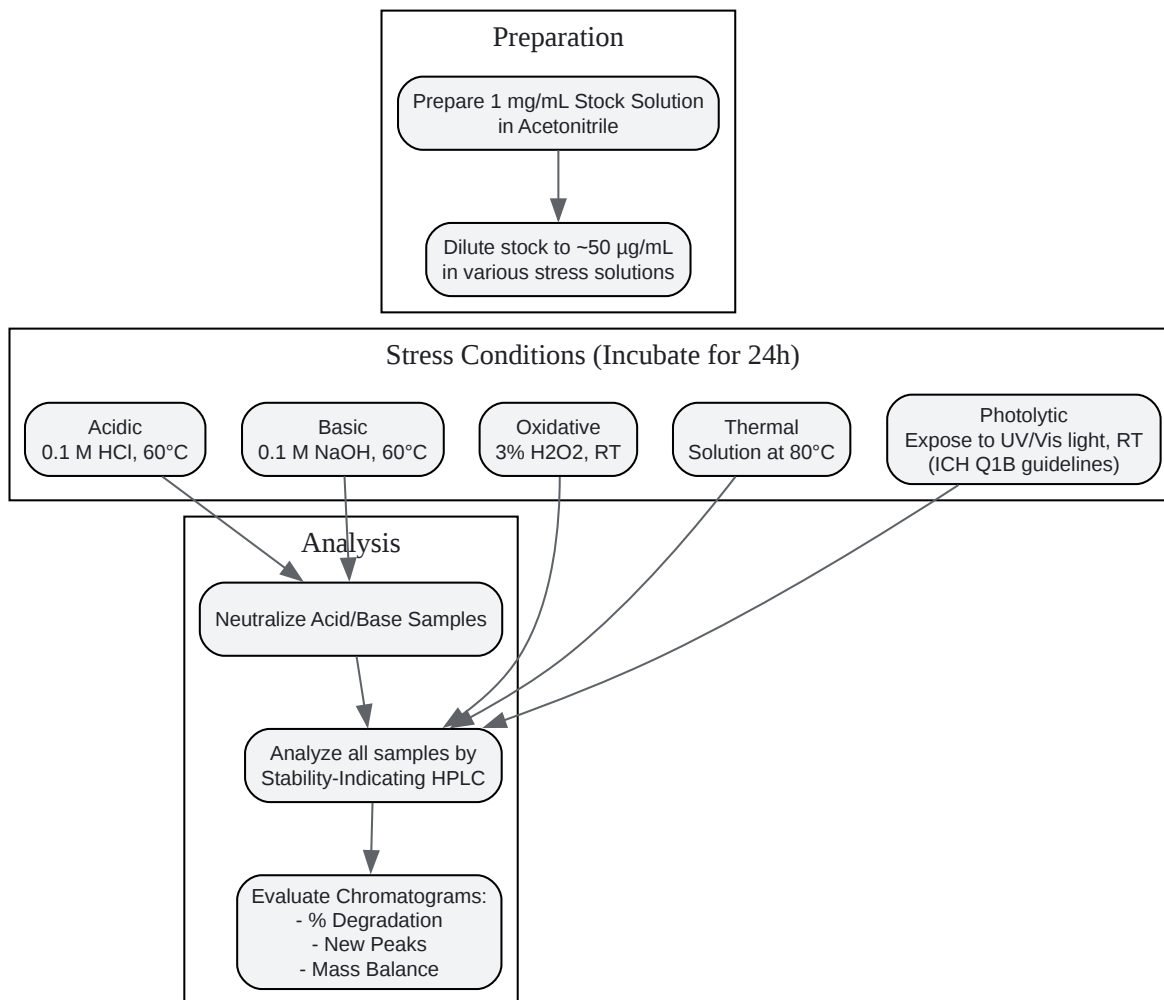 Preparation
Prepare 1 mg/mL Stock Solution
in Acetonitrile
Dilute stock to ~50 µg/mL
in various stress solutions
Stress Conditions (Incubate for 24h)
Acidic
0.1 M HCl, 60°C
Basic
0.1 M NaOH, 60°C
Oxidative
3% H2O2, RT
Thermal
Solution at 80°C
Photolytic
Expose to UV/Vis light, RT
(ICH Q1B guidelines)
Analysis
Neutralize Acid/Base Samples
Analyze all samples by
Stability-Indicating HPLC
Evaluate Chromatograms:
- % Degradation
- New Peaks
- Mass Balance